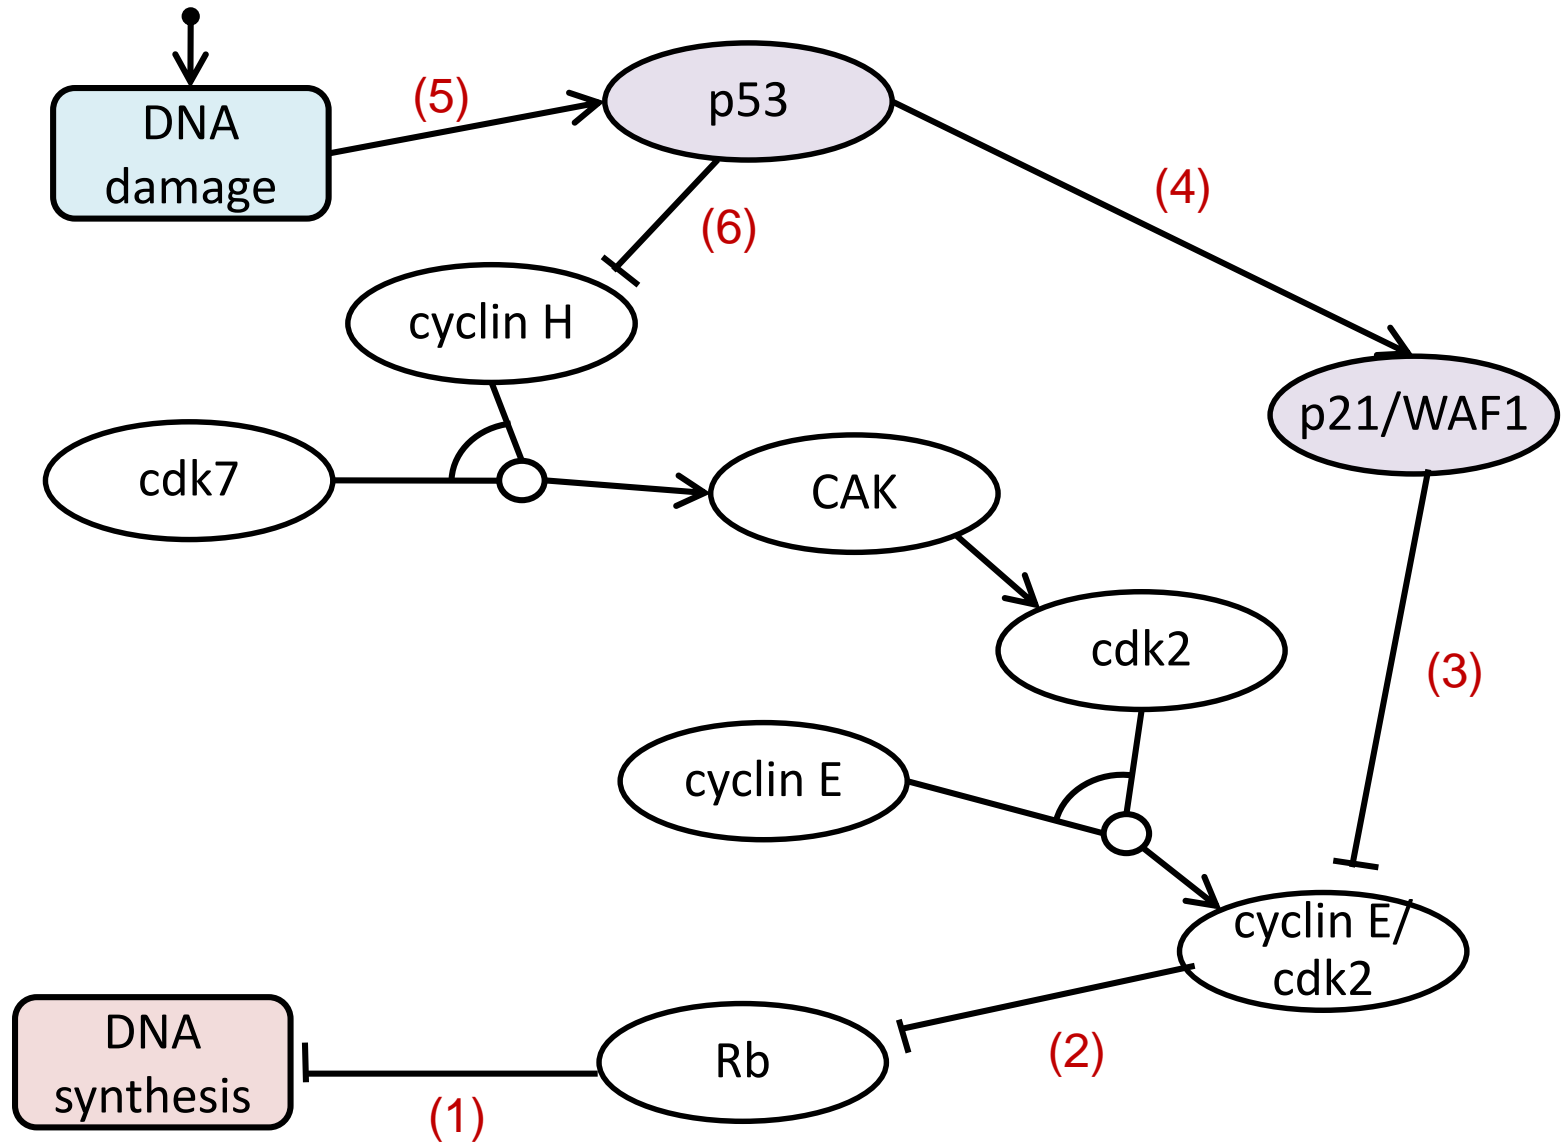 DNA
damage
(5)
p53
(4)
(6)
cyclin H
p21/WAF1
cdk7
CAK
cdk2
(3)
cyclin E
cyclin E/
cdk2
DNA
synthesis
(1)
Rb
(2)